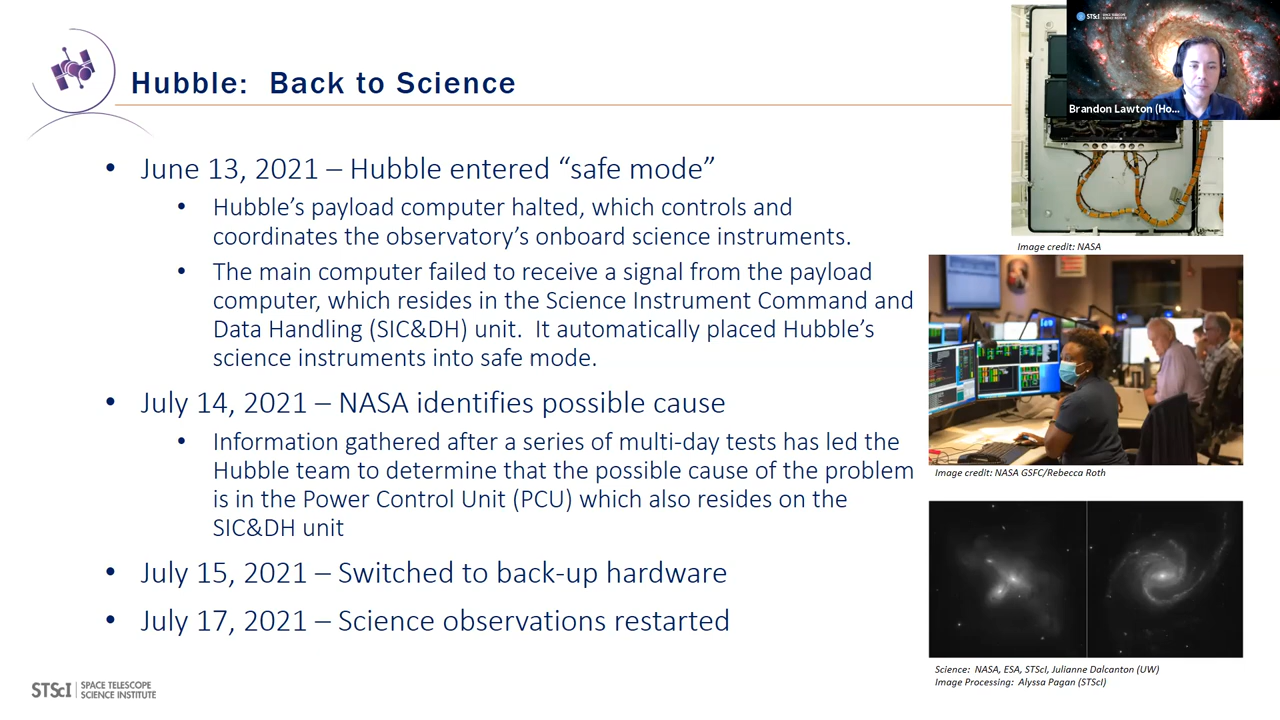 Hubble: Back to Science
STScI | SPACE TELESCOPE
SCIENCE INSTITUTE
Brandon Lawton (Ho...
• June 13, 2021 – Hubble entered “safe mode”
• Hubble’s payload computer halted, which controls and
coordinates the observatory’s onboard science instruments.
• The main computer failed to receive a signal from the payload
computer, which resides in the Science Instrument Command and
Data Handling (SIC&DH) unit.  It automatically placed Hubble’s
science instruments into safe mode.
• July 14, 2021 – NASA identifies possible cause
• Information gathered after a series of multi-day tests has led the
Hubble team to determine that the possible cause of the problem
is in the Power Control Unit (PCU) which also resides on the
SIC&DH unit
• July 15, 2021 – Switched to back-up hardware
• July 17, 2021 – Science observations restarted
Image credit: NASA
Image credit: NASA GSFC/Rebecca Roth
Science:  NASA, ESA, STScI, Julianne Dalcanton (UW)
Image Processing:  Alyssa Pagan (STScI)
STScI | SPACE TELESCOPE
SCIENCE INSTITUTE